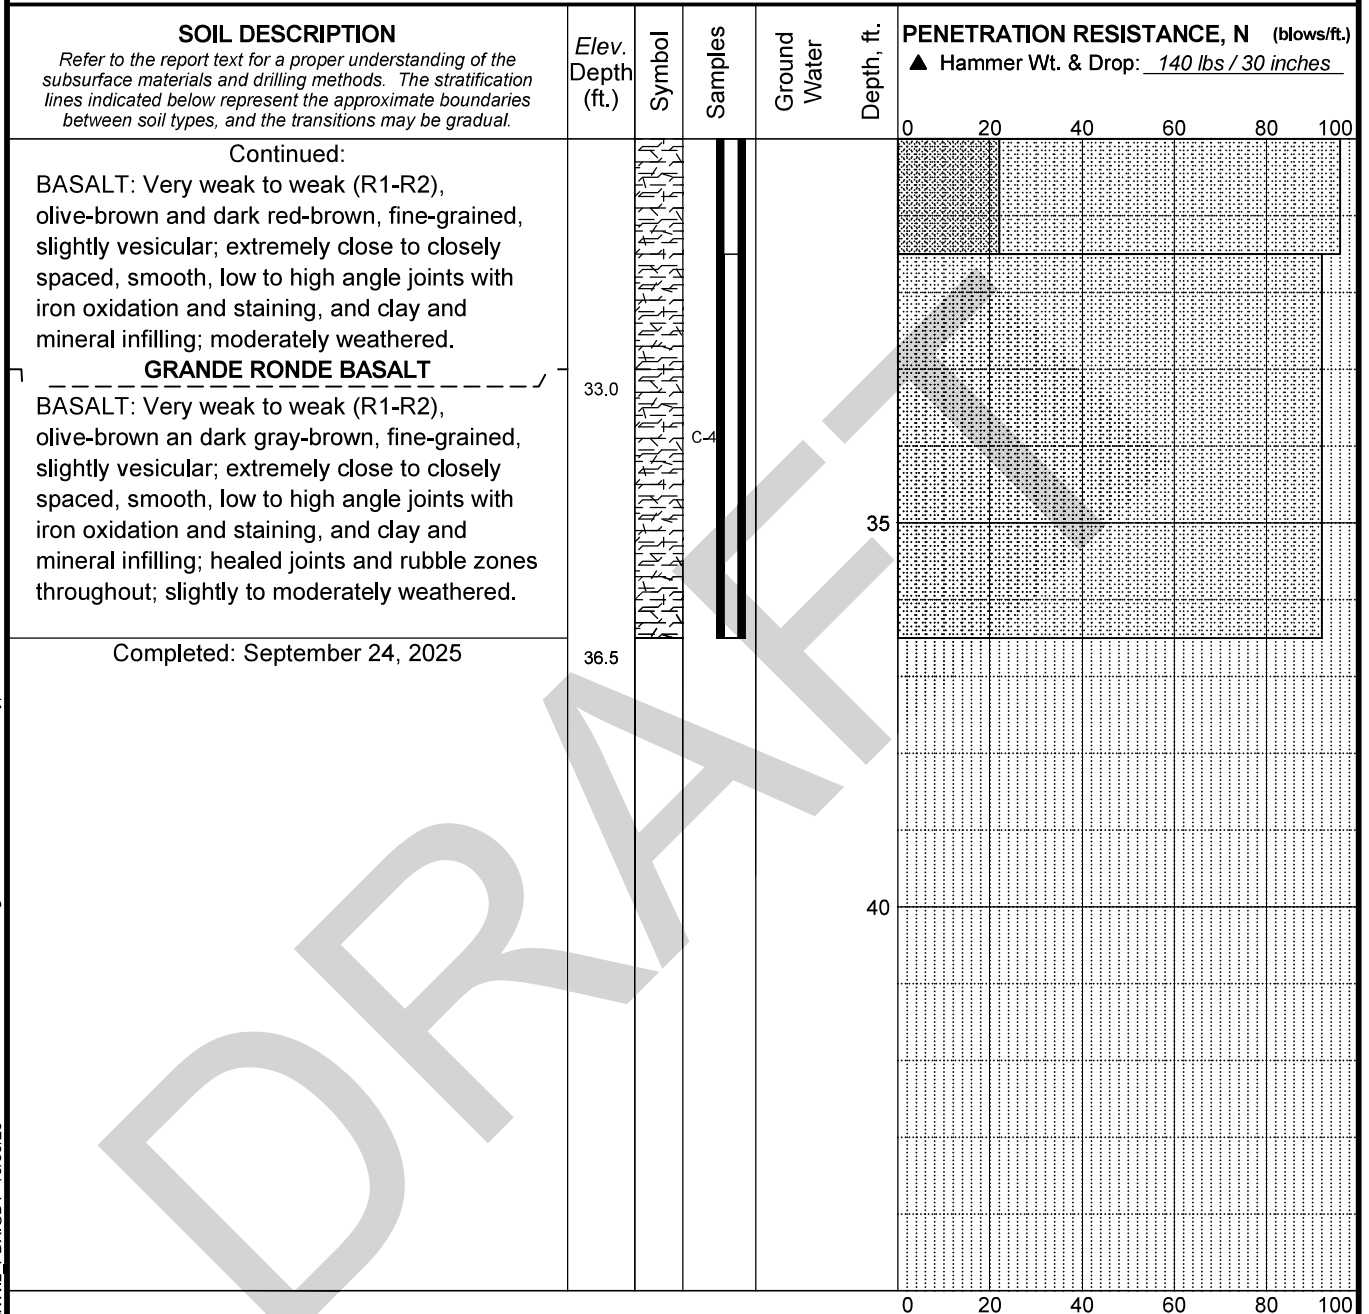 SOIL DESCRIPTION
Refer to the report text for a proper understanding of the
subsurface materials and drilling methods. The stratification
lines indicated below represent the approximate boundaries
between soil types, and the transitions may be gradual.
Elev.
Depth
(ft.)
Symbol
Samples
Ground
Water
Depth, ft.
PENETRATION RESISTANCE, N (blows/ft.)
▲ Hammer Wt. & Drop: 140 lbs / 30 inches
0 20 40 60 80 100
Continued:
BASALT: Very weak to weak (R1-R2),
olive-brown and dark red-brown, fine-grained,
slightly vesicular; extremely close to closely
spaced, smooth, low to high angle joints with
iron oxidation and staining, and clay and
mineral infilling; moderately weathered.
GRANDE RONDE BASALT
33.0
BASALT: Very weak to weak (R1-R2),
olive-brown an dark gray-brown, fine-grained,
slightly vesicular; extremely close to closely
spaced, smooth, low to high angle joints with
iron oxidation and staining, and clay and
mineral infilling; healed joints and rubble zones
throughout; slightly to moderately weathered.
C-4
35
Completed: September 24, 2025
36.5
40
DRAFT
0 20 40 60 80 100